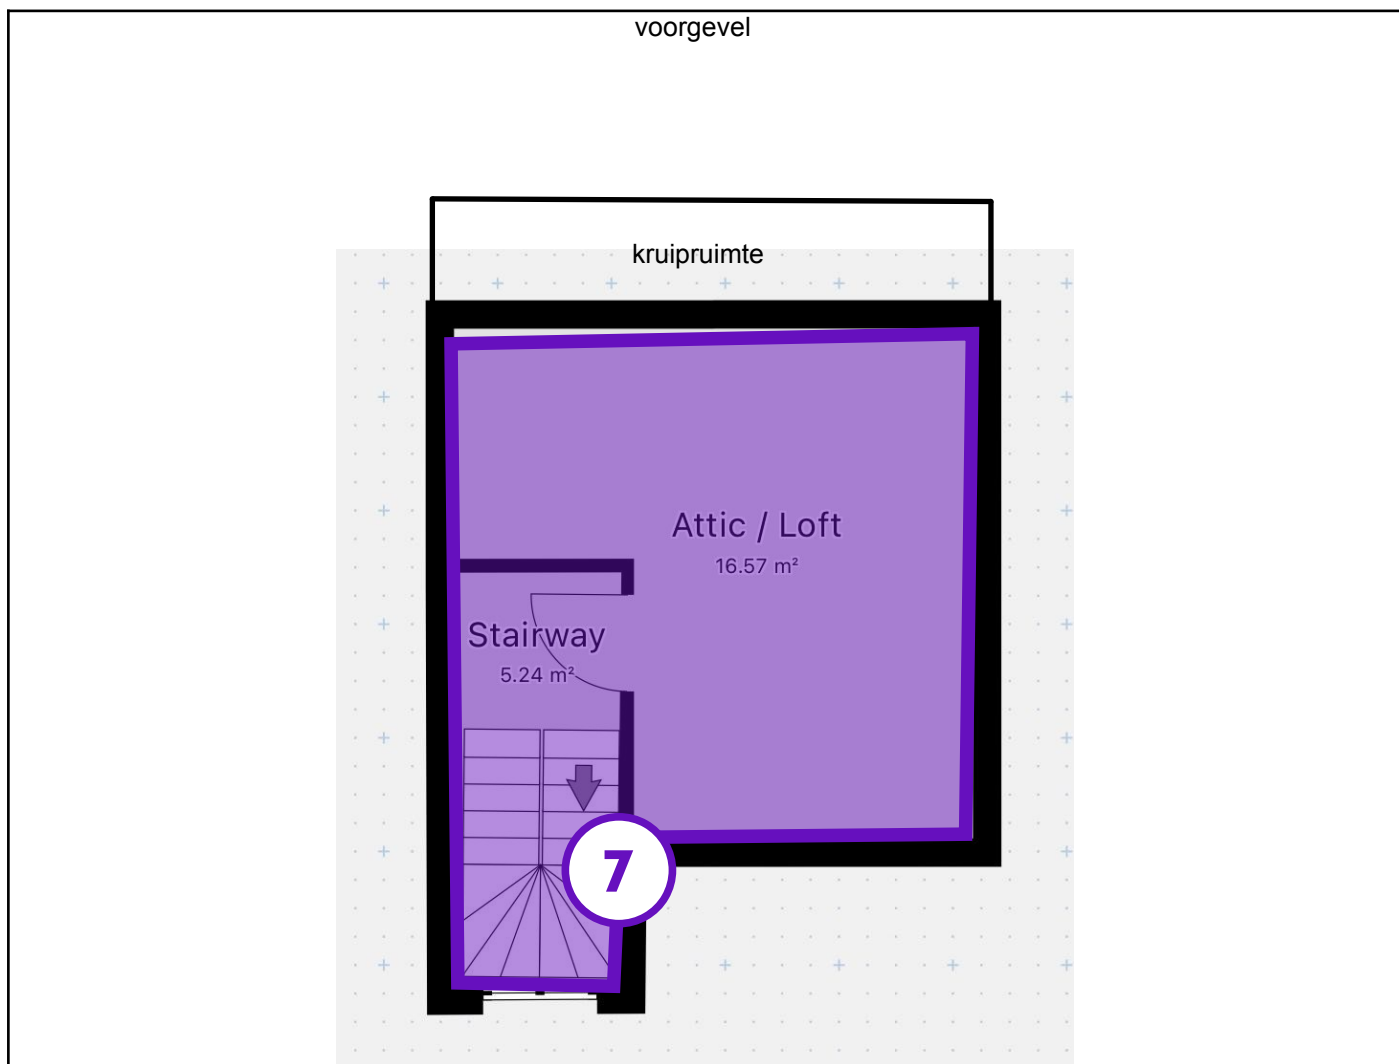 voorgevel
kruipruimte
Attic / Loft
16.57 m²
Stairway
5.24 m²
7